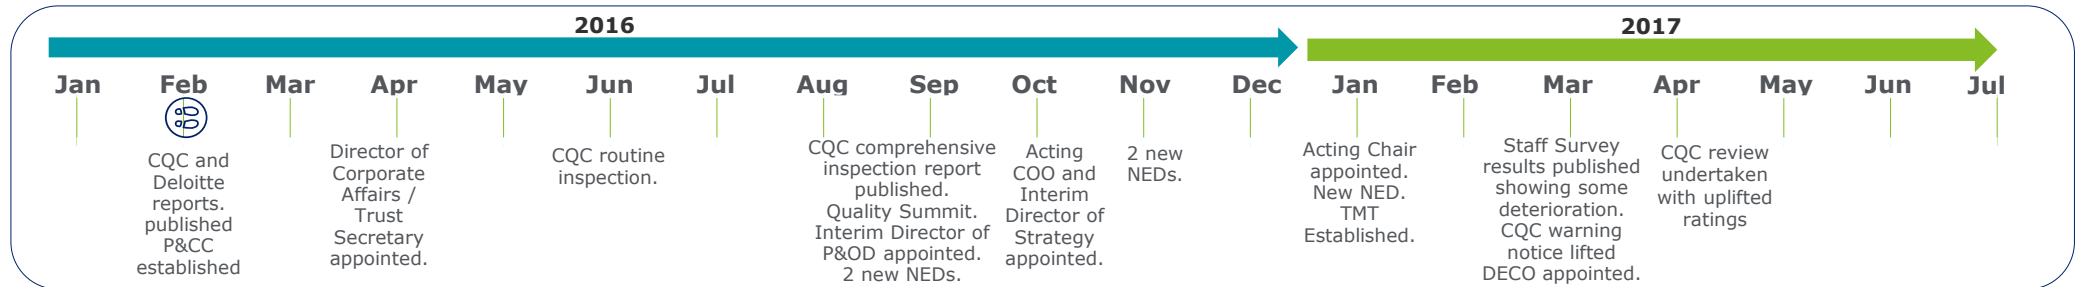 2016
2017
Jan Feb Mar Apr May Jun Jul Aug Sep Oct Nov Dec Jan Feb Mar Apr May Jun Jul
CQC and
Deloitte
reports.
published
P&CC
established
Director of
Corporate
Affairs /
Trust
Secretary
appointed.
CQC routine
inspection.
CQC comprehensive
inspection report
published.
Quality Summit.
Interim Director of
P&OD appointed.
2 new NEDs.
Acting
COO and
Interim
Director of
Strategy
appointed.
2 new
NEDs.
Acting Chair
appointed.
New NED.
TMT
Established.
Staff Survey
results published
showing some
deterioration.
CQC warning
notice lifted
DECO appointed.
CQC review
undertaken
with uplifted
ratings